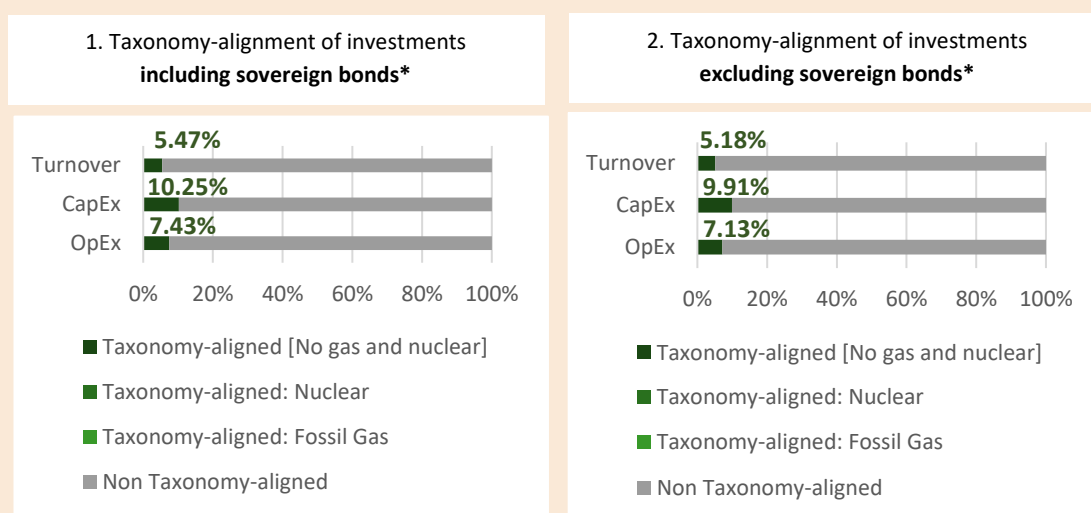 1. Taxonomy-alignment of investments
including sovereign bonds*
5.47%
Turnover
10.25%
CapEx
7.43%
OpEx
0% 20% 40% 60% 80% 100%
Taxonomy-aligned [No gas and nuclear]
Taxonomy-aligned: Nuclear
Taxonomy-aligned: Fossil Gas
Non Taxonomy-aligned
2. Taxonomy-alignment of investments
excluding sovereign bonds*
5.18%
Turnover
9.91%
CapEx
7.13%
OpEx
0% 20% 40% 60% 80% 100%
Taxonomy-aligned [No gas and nuclear]
Taxonomy-aligned: Nuclear
Taxonomy-aligned: Fossil Gas
Non Taxonomy-aligned